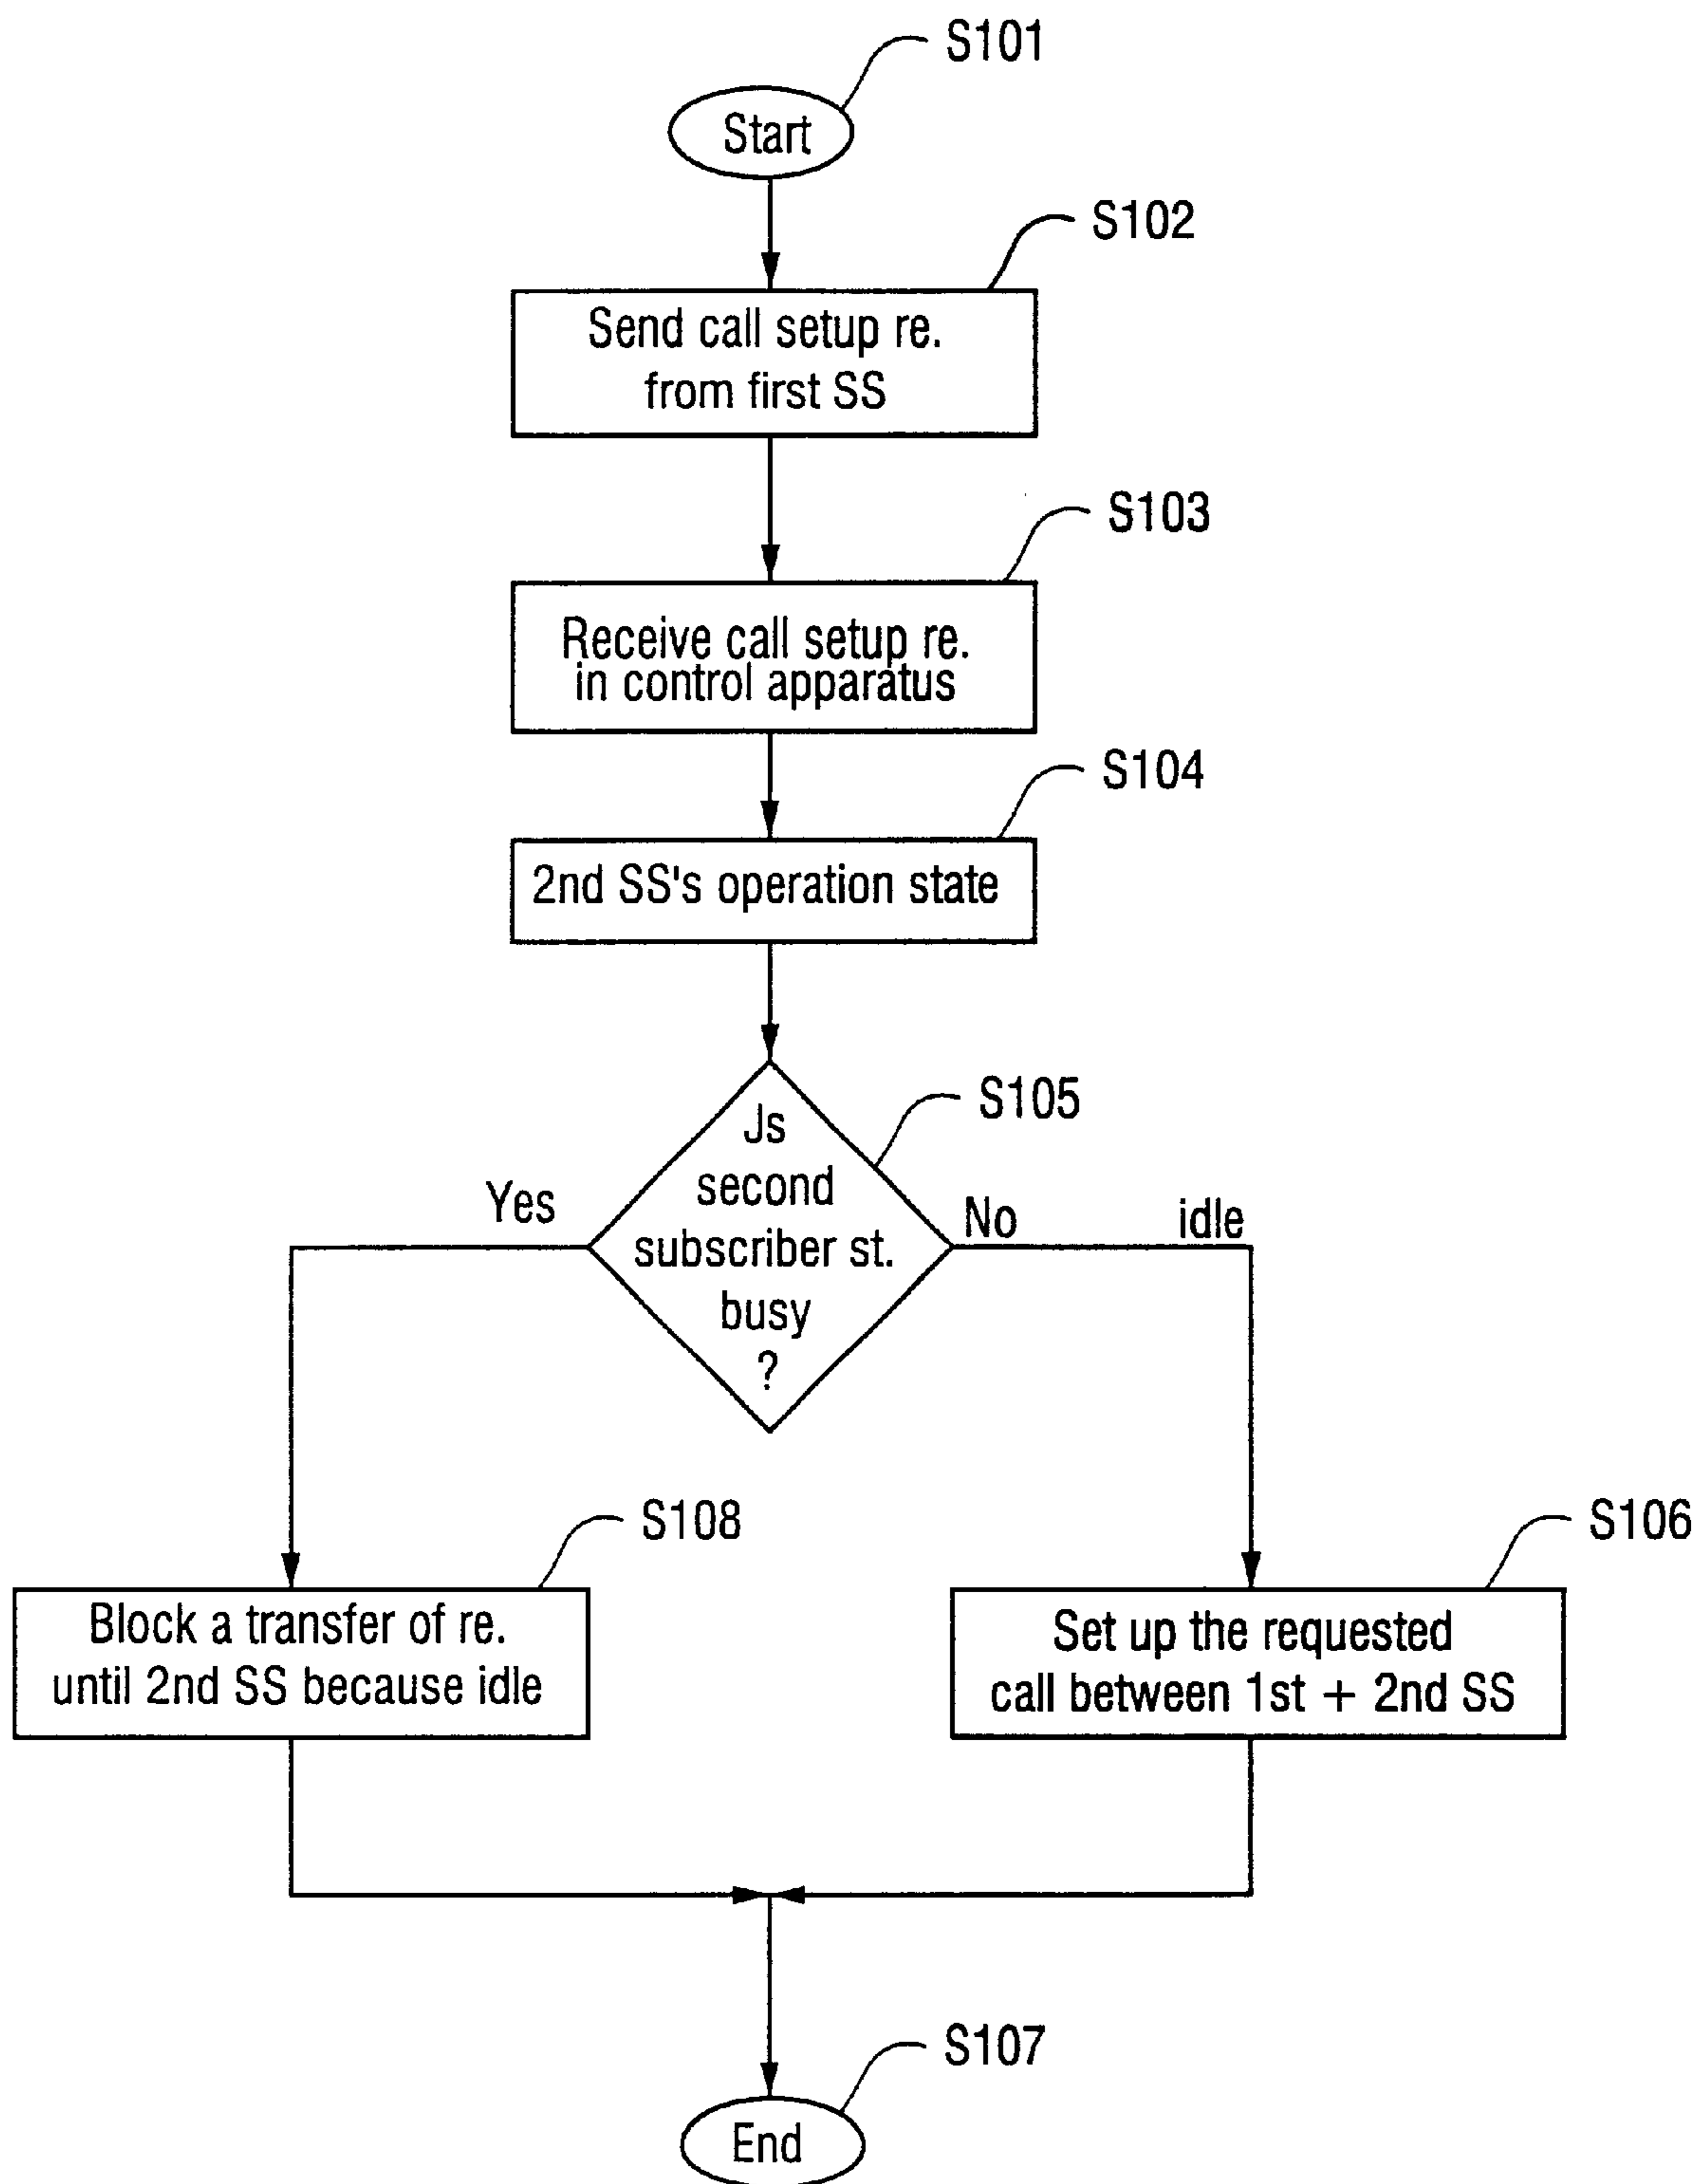 S101
Start
S102
Send call setup re.
from first SS
S103
Receive call setup re.
in control apparatus
S104
2nd SS's operation state
S105
Js
second
subscriber st.
busy
?
Yes
No
idle
S108
Block a transfer of re.
until 2nd SS because idle
S106
Set up the requested
call between 1st + 2nd SS
S107
End